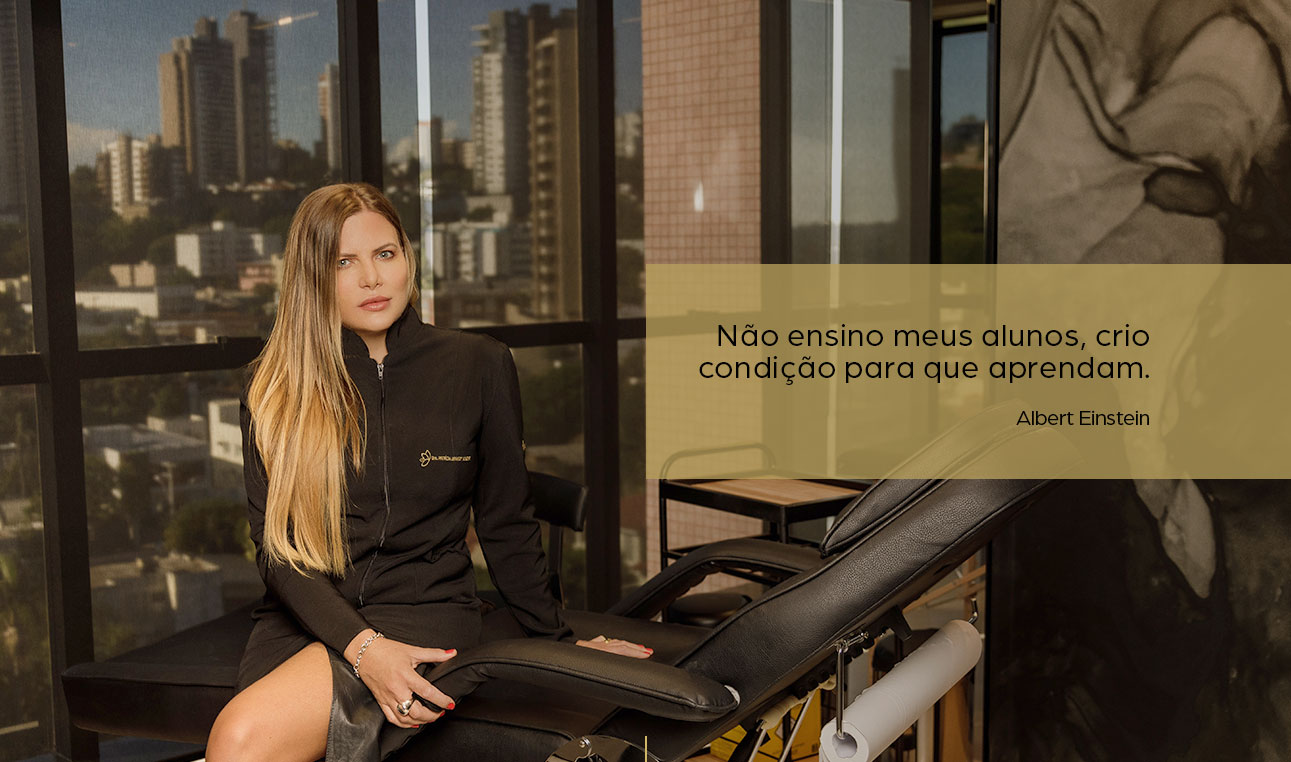 Não ensino meus alunos, crio
condição para que aprendam.
Albert Einstein